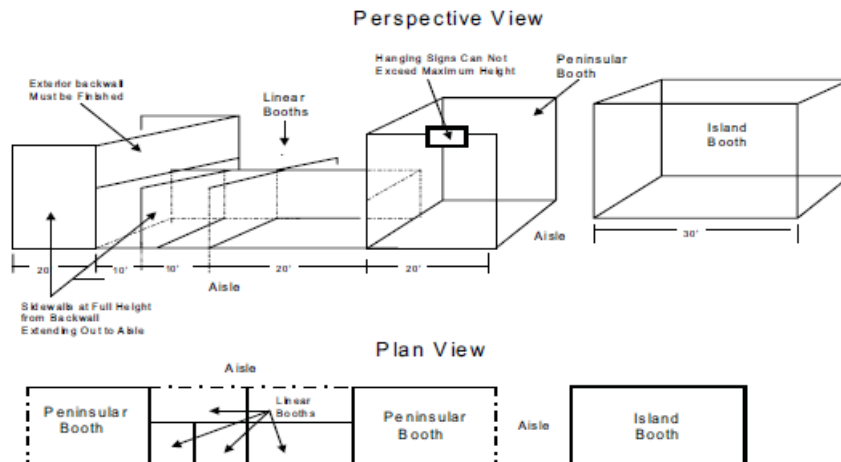 Perspective View
Hanging Signs Can Not
Exceed Maximum Height
Peninsular
Booth
Exterior backwall
Must be Finished
Linear
Booths
Island
Booth
Aisle
20'
10'
10'
20'
20'
30'
Aisle
Sidewalls at Full Height
from Backwall
Extending Out to Aisle
Plan View
Aisle
Linear
Booths
Peninsular
Booth
Peninsular
Booth
Aisle
Island
Booth